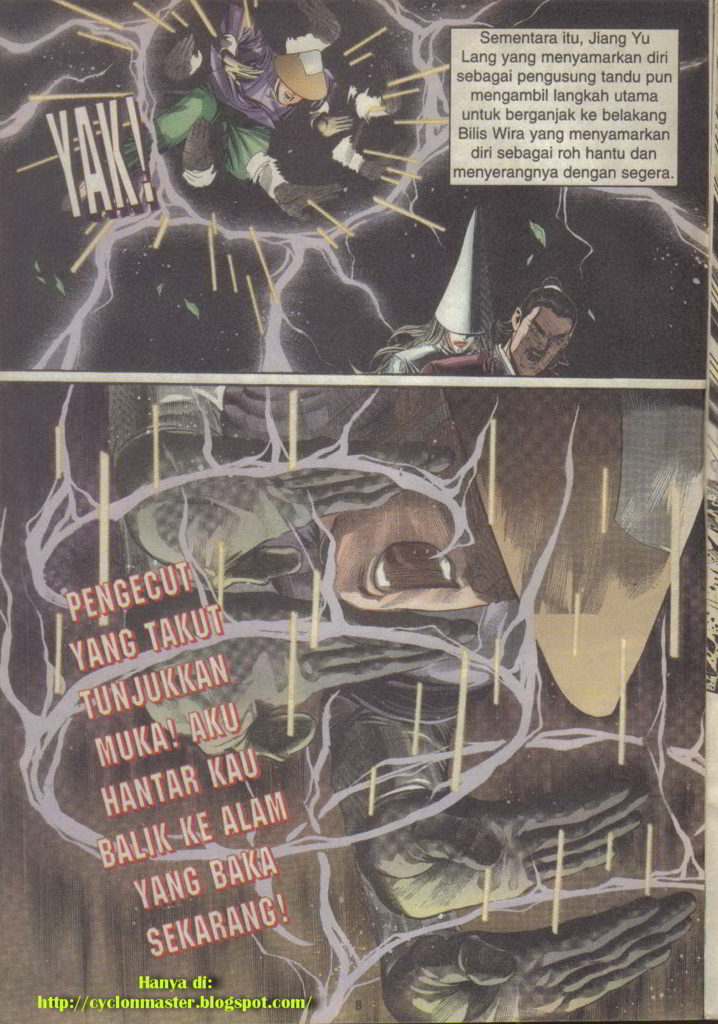 Sementara itu, Jiang Yu
Lang yang menyamarkan diri
sebagai pengusung tandu pun
mengambil langkah utama
untuk berganjak ke belakang
Bilis Wira yang menyamarkan
diri sebagai roh hantu dan
menyerangnya dengan segera.
YAK!
PENGECUT
YANG TAKUT
TUNJUKKAN
MUKA! AKU
HANTAR KAU
BALIK KE ALAM
YANG BAKA
SEKARANG!
Hanya di:
http://cyclonmaster.blogspot.com/
9